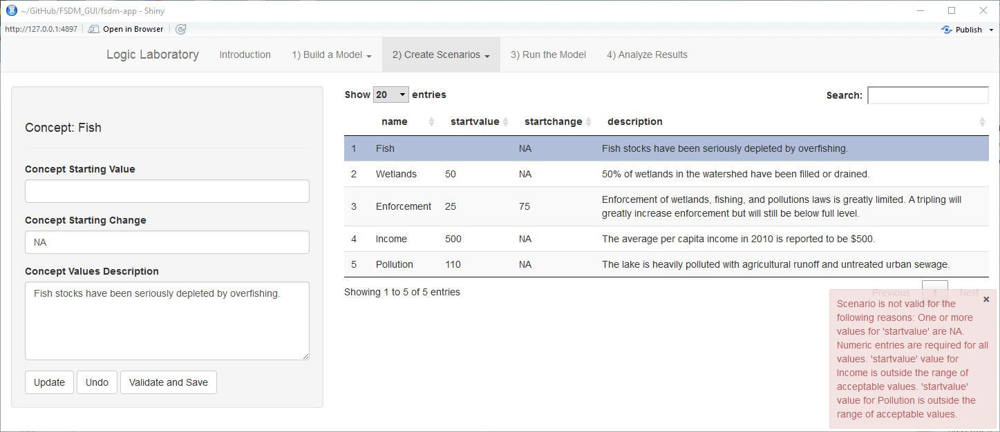 ~/GitHub/FSDM_GUI/fsdm-app - Shiny
http://127.0.0.1:4897 Open in Browser Publish
Logic Laboratory Introduction 1) Build a Model 2) Create Scenarios 3) Run the Model 4) Analyze Results
Concept: Fish
Concept Starting Value
Concept Starting Change
NA
Concept Values Description
Fish stocks have been seriously depleted by overfishing.
Update Undo Validate and Save
Show 20 entries Search:
name startvalue startchange description
1 Fish NA Fish stocks have been seriously depleted by overfishing.
2 Wetlands 50 NA 50% of wetlands in the watershed have been filled or drained.
3 Enforcement 25 75 Enforcement of wetlands, fishing, and pollutions laws is greatly limited. A tripling will
greatly increase enforcement but will still be below full level.
4 Income 500 NA The average per capita income in 2010 is reported to be $500.
5 Pollution 110 NA The lake is heavily polluted with agricultural runoff and untreated urban sewage.
Showing 1 to 5 of 5 entries Previous 1 Next
Scenario is not valid for the
following reasons: One or more
values for 'startvalue' are NA.
Numeric entries are required for all
values. 'startvalue' value for
Income is outside the range of
acceptable values. 'startvalue'
value for Pollution is outside the
range of acceptable values.